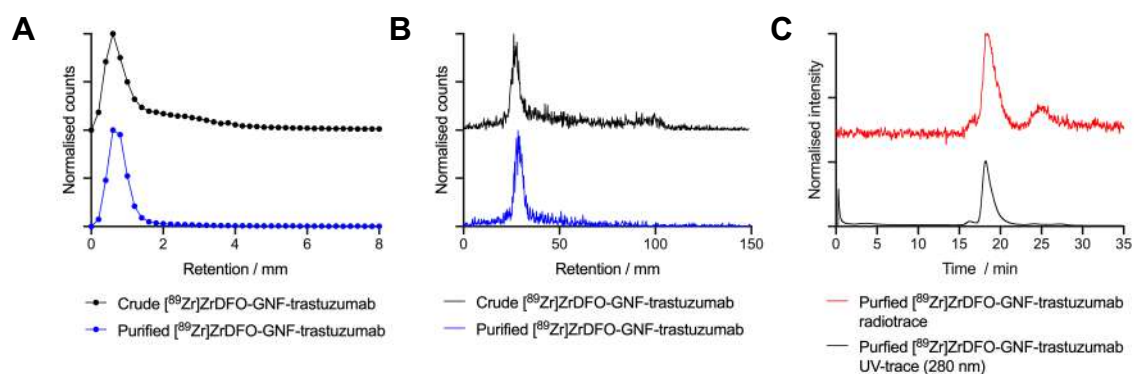 A
Normalised counts
0 2 4 6 8
Retention / mm
Crude [⁸⁹Zr]ZrDFO-GNF-trastuzumab
Purified [⁸⁹Zr]ZrDFO-GNF-trastuzumab
B
Normalised counts
0 50 100 150
Retention / mm
Crude [⁸⁹Zr]ZrDFO-GNF-trastuzumab
Purified [⁸⁹Zr]ZrDFO-GNF-trastuzumab
C
Normalised intensity
0 5 10 15 20 25 30 35
Time / min
Purfied [⁸⁹Zr]ZrDFO-GNF-trastuzumab
radiotrace
Purfied [⁸⁹Zr]ZrDFO-GNF-trastuzumab
UV-trace (280 nm)